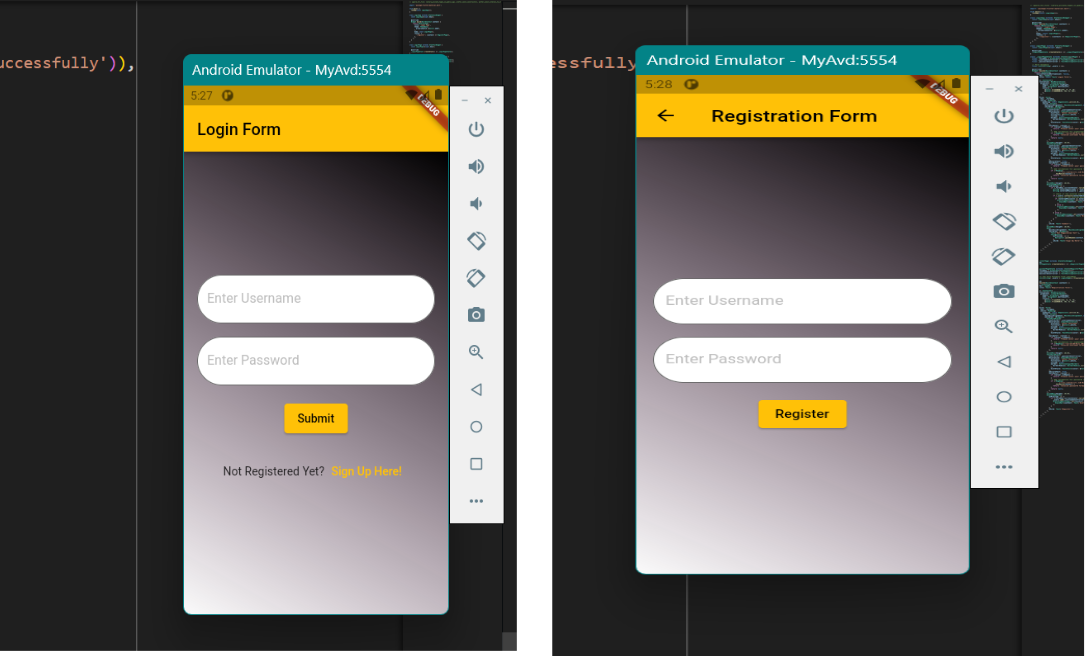 uccessfully')),
Android Emulator - MyAvd:5554
5:27
DEBUG
Login Form
Enter Username
Enter Password
Submit
Not Registered Yet? Sign Up Here!
essfully
Android Emulator - MyAvd:5554
5:28
DEBUG
Registration Form
Enter Username
Enter Password
Register